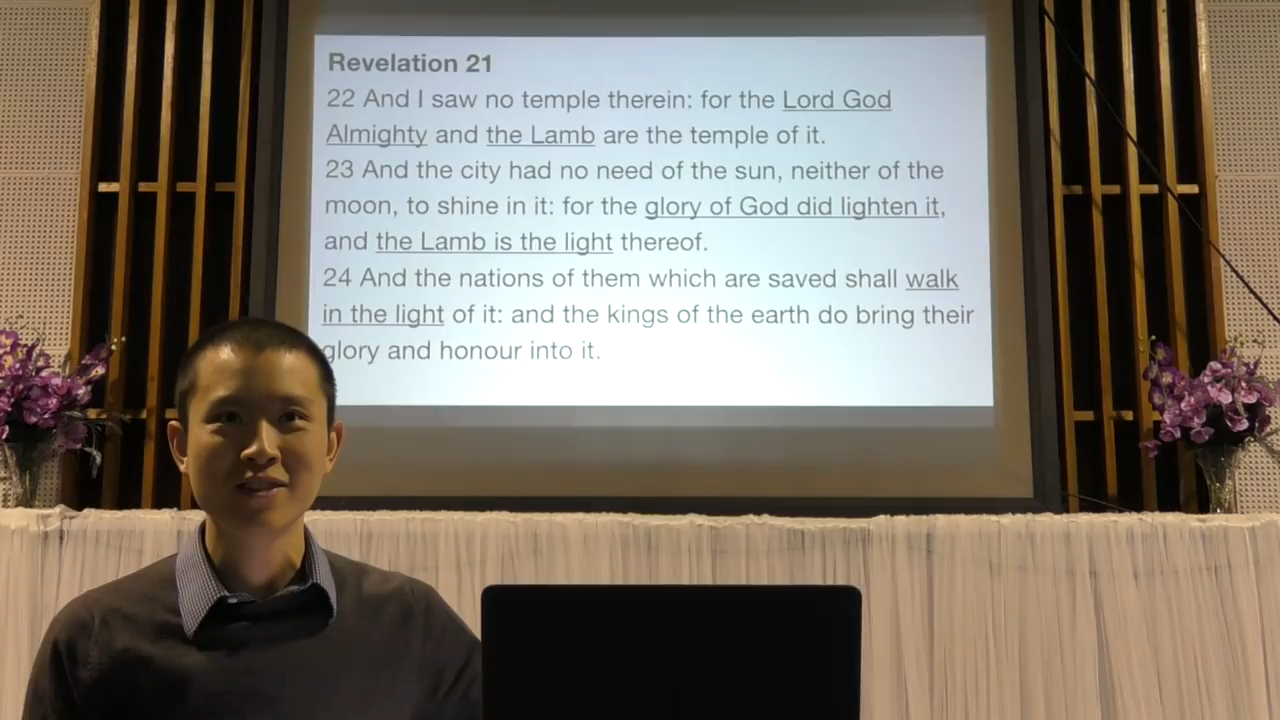 Revelation 21
22 And I saw no temple therein: for the Lord God
Almighty and the Lamb are the temple of it.
23 And the city had no need of the sun, neither of the
moon, to shine in it: for the glory of God did lighten it,
and the Lamb is the light thereof.
24 And the nations of them which are saved shall walk
in the light of it: and the kings of the earth do bring their
glory and honour into it.